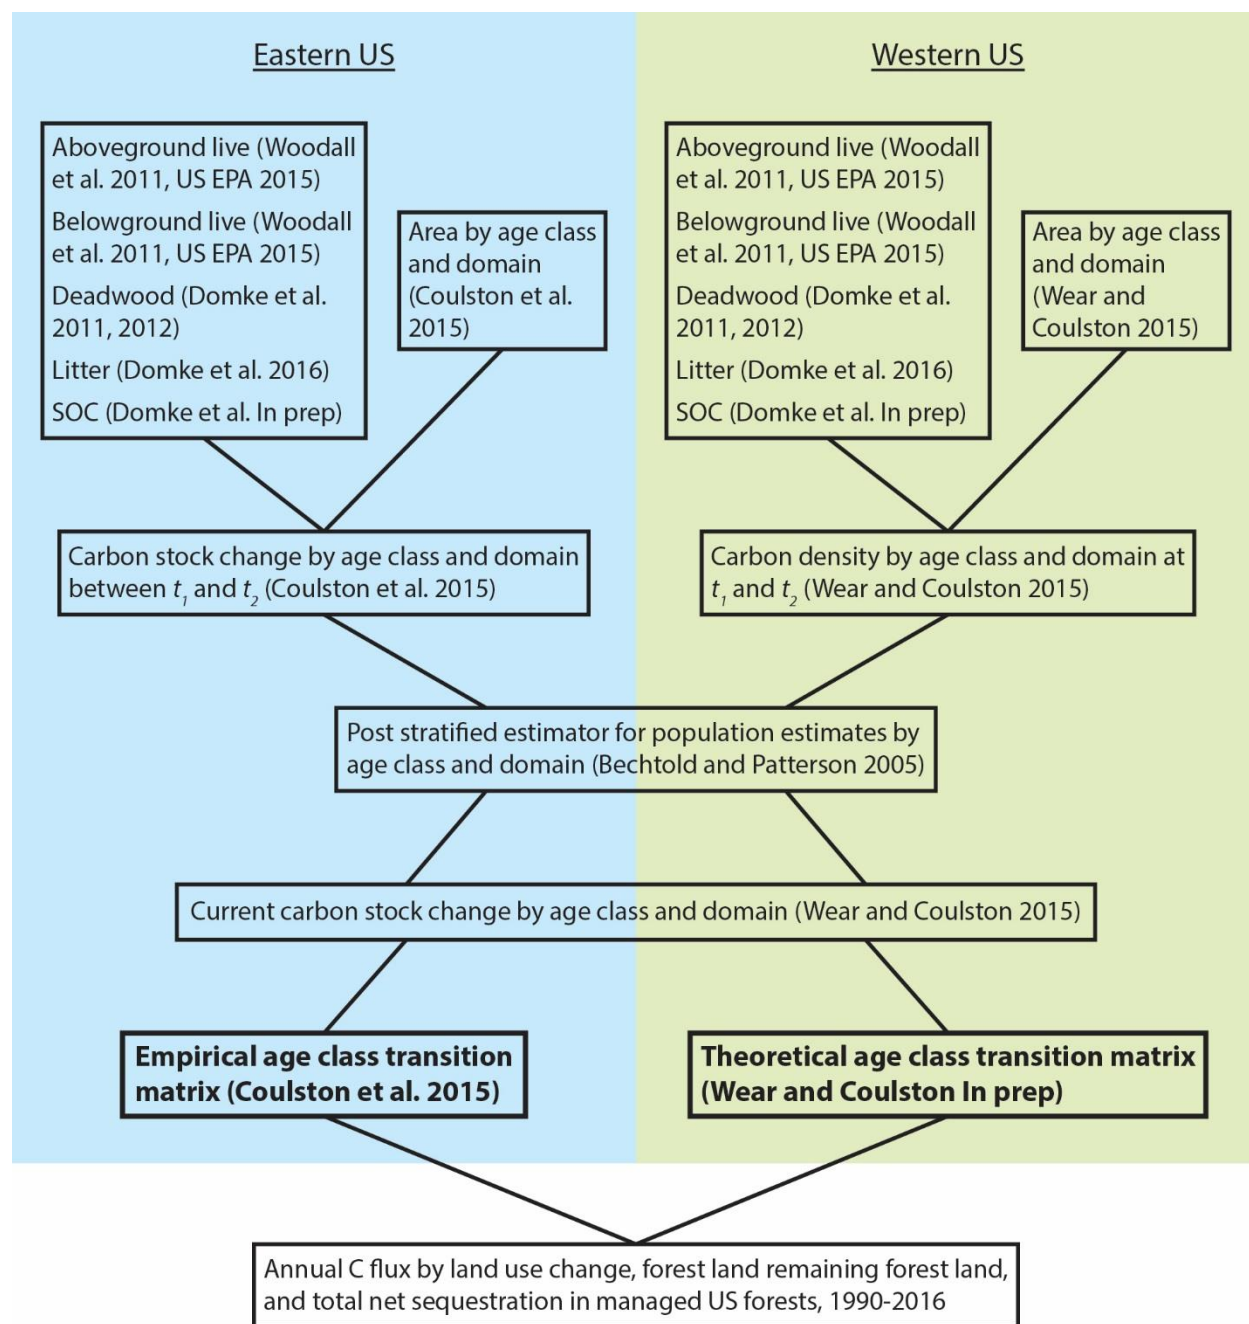 Eastern US
Aboveground live (Woodall
et al. 2011, US EPA 2015)
Belowground live (Woodall
et al. 2011, US EPA 2015)
Deadwood (Domke et al.
2011, 2012)
Litter (Domke et al. 2016)
SOC (Domke et al. In prep)
Area by age class
and domain
(Coulston et al.
2015)
Carbon stock change by age class and domain
between t1 and t2 (Coulston et al. 2015)
Western US
Aboveground live (Woodall
et al. 2011, US EPA 2015)
Belowground live (Woodall
et al. 2011, US EPA 2015)
Deadwood (Domke et al.
2011, 2012)
Litter (Domke et al. 2016)
SOC (Domke et al. In prep)
Area by age class
and domain
(Wear and
Coulston 2015)
Carbon density by age class and domain at
t1 and t2 (Wear and Coulston 2015)
Post stratified estimator for population estimates by
age class and domain (Bechtold and Patterson 2005)
Current carbon stock change by age class and domain (Wear and Coulston 2015)
Empirical age class transition
matrix (Coulston et al. 2015)
Theoretical age class transition matrix
(Wear and Coulston In prep)
Annual C flux by land use change, forest land remaining forest land,
and total net sequestration in managed US forests, 1990-2016